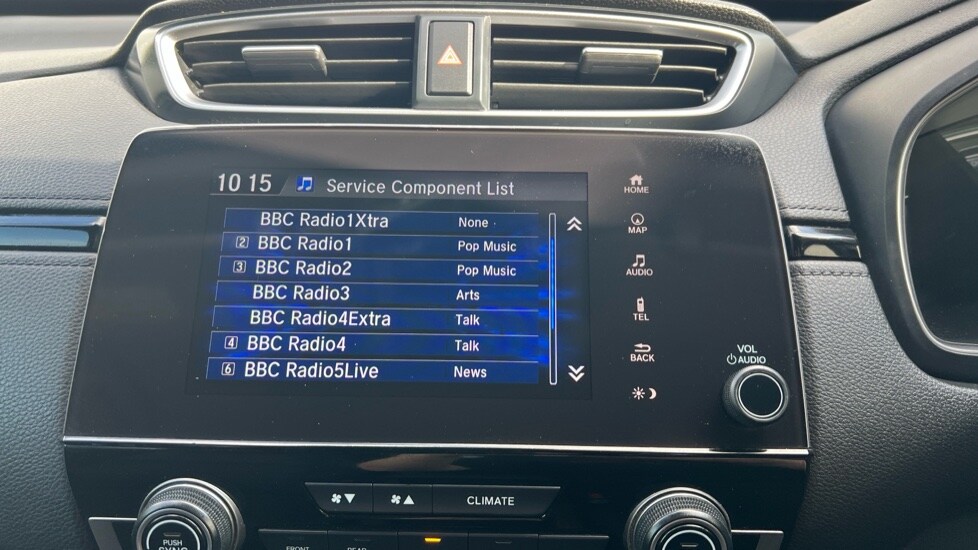 10 15 Service Component List
BBC Radio1Xtra None
2 BBC Radio1 Pop Music
3 BBC Radio2 Pop Music
BBC Radio3 Arts
BBC Radio4Extra Talk
4 BBC Radio4 Talk
6 BBC Radio5Live News
HOME
MAP
AUDIO
TEL
BACK
VOL
AUDIO
CLIMATE
PUSH
SYNC
FRONT
REAR